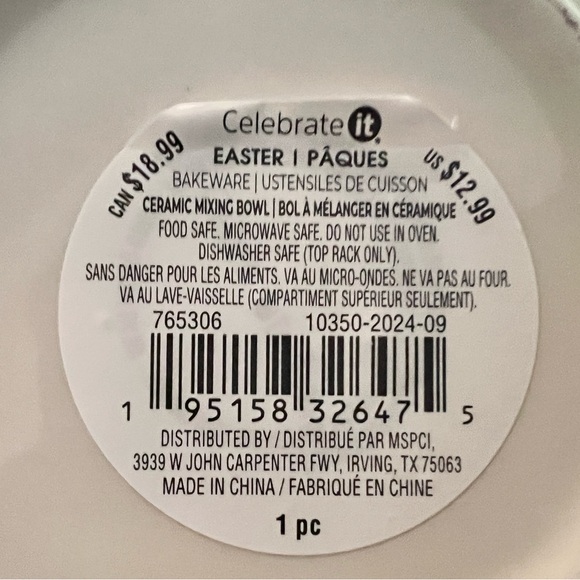 Celebrate it
CAN $18.99
US $12.99
EASTER | PÂQUES
BAKEWARE | USTENSILES DE CUISSON
CERAMIC MIXING BOWL | BOL À MÉLANGER EN CÉRAMIQUE
FOOD SAFE. MICROWAVE SAFE. DO NOT USE IN OVEN.
DISHWASHER SAFE (TOP RACK ONLY).
SANS DANGER POUR LES ALIMENTS. VA AU MICRO-ONDES. NE VA PAS AU FOUR.
VA AU LAVE-VAISSELLE (COMPARTIMENT SUPÉRIEUR SEULEMENT).
765306 10350-2024-09
1 95158 32647 5
DISTRIBUTED BY / DISTRIBUÉ PAR MSPCI,
3939 W JOHN CARPENTER FWY, IRVING, TX 75063
MADE IN CHINA / FABRIQUÉ EN CHINE
1 pc